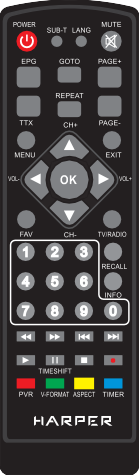 POWER SUB-T LANG MUTE
EPG GOTO PAGE+
REPEAT
TTX CH+ PAGE-
MENU EXIT
VOL- OK VOL+
FAV CH- TV/RADIO
1 2 3
RECALL
4 5 6
INFO
7 8 9 0
TIMESHIFT
PVR V-FORMAT ASPECT TIMER
HARPER